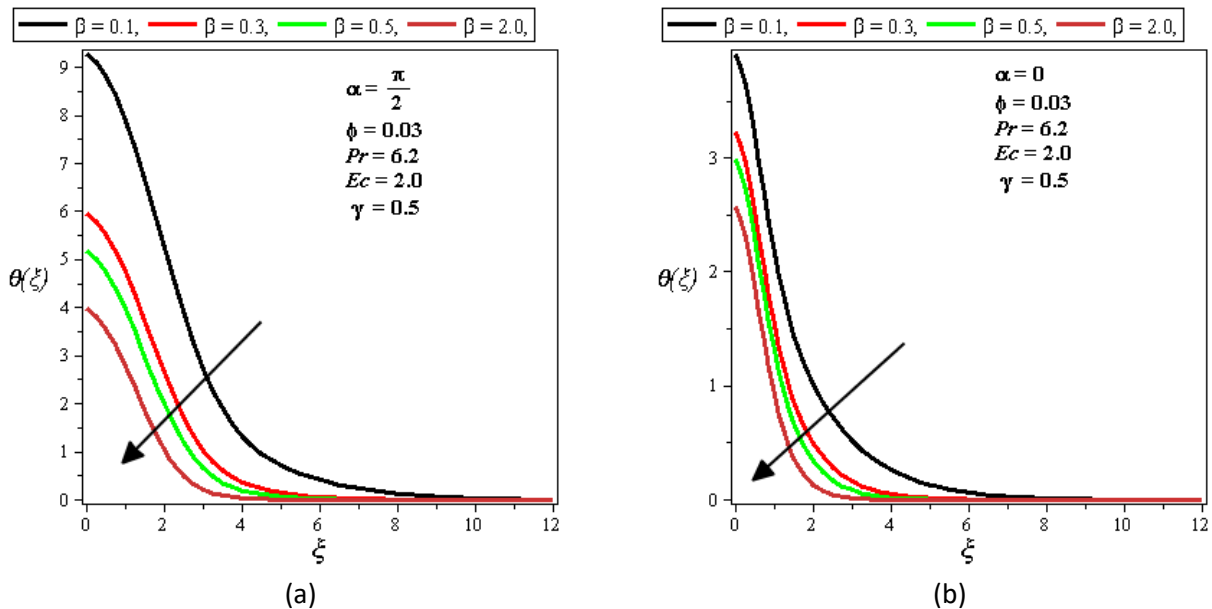 β = 0.1, β = 0.3, β = 0.5, β = 2.0,
9
8
7
6
5
4
3
2
1
0
θ(ξ)
α = π/2
ϕ = 0.03
Pr = 6.2
Ec = 2.0
γ = 0.5
0 2 4 6 8 10 12
ξ
(a)
β = 0.1, β = 0.3, β = 0.5, β = 2.0,
3
2
1
0
θ(ξ)
α = 0
ϕ = 0.03
Pr = 6.2
Ec = 2.0
γ = 0.5
0 2 4 6 8 10 12
ξ
(b)